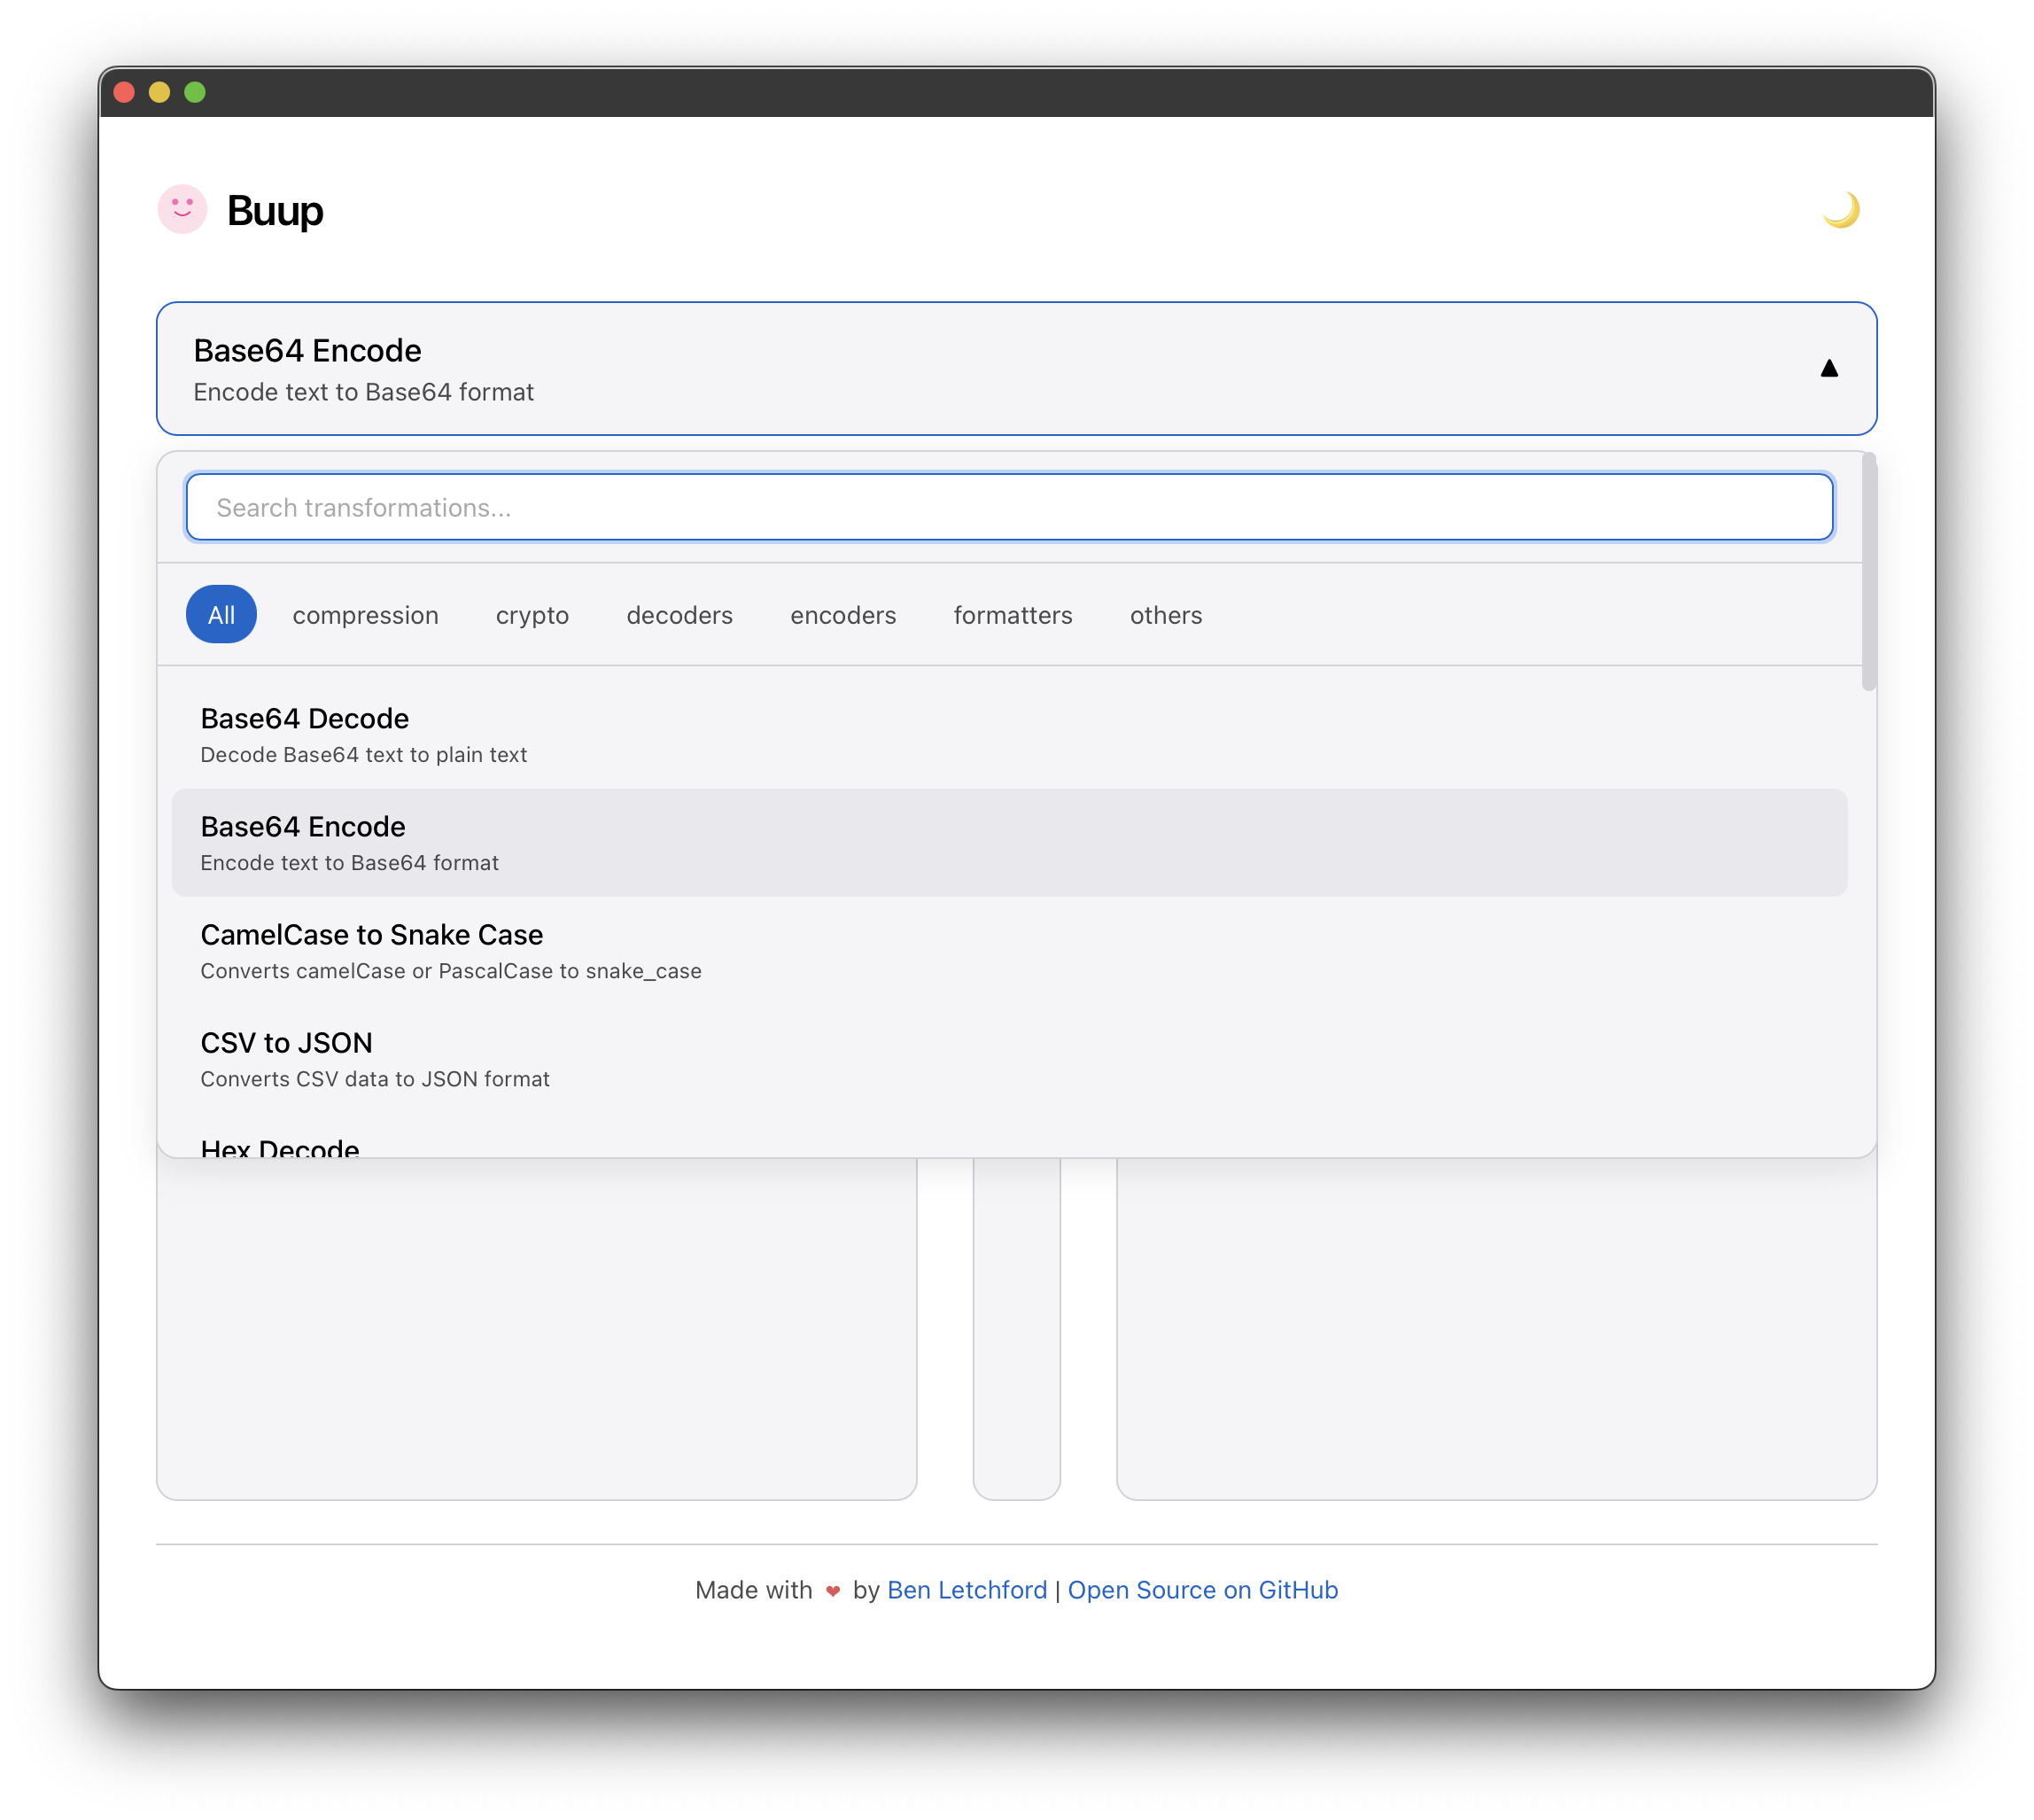 Buup
Base64 Encode
Encode text to Base64 format
Search transformations...
All compression crypto decoders encoders formatters others
Base64 Decode
Decode Base64 text to plain text
Base64 Encode
Encode text to Base64 format
CamelCase to Snake Case
Converts camelCase or PascalCase to snake_case
CSV to JSON
Converts CSV data to JSON format
Hex Decode
Made with ❤ by Ben Letchford | Open Source on GitHub